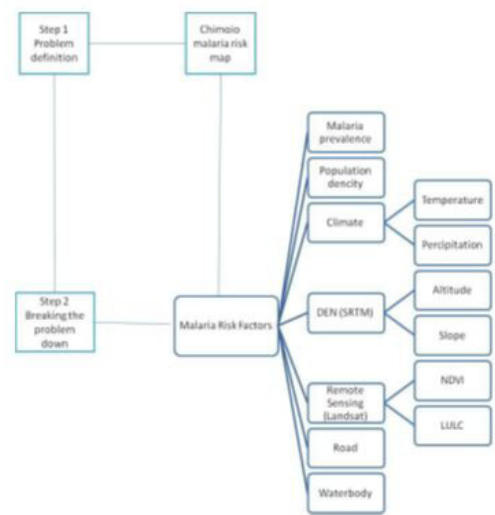 Step 1
Problem
definition
Chimoio
malaria risk
map
Malaria
prevalence
Population
dencity
Climate
Temperature
Percipitation
Step 2
Breaking the
problem
down
Malaria Risk Factors
DEN (SRTM)
Altitude
Slope
Remote
Sensing
(Landsat)
NDVI
LULC
Road
Waterbody